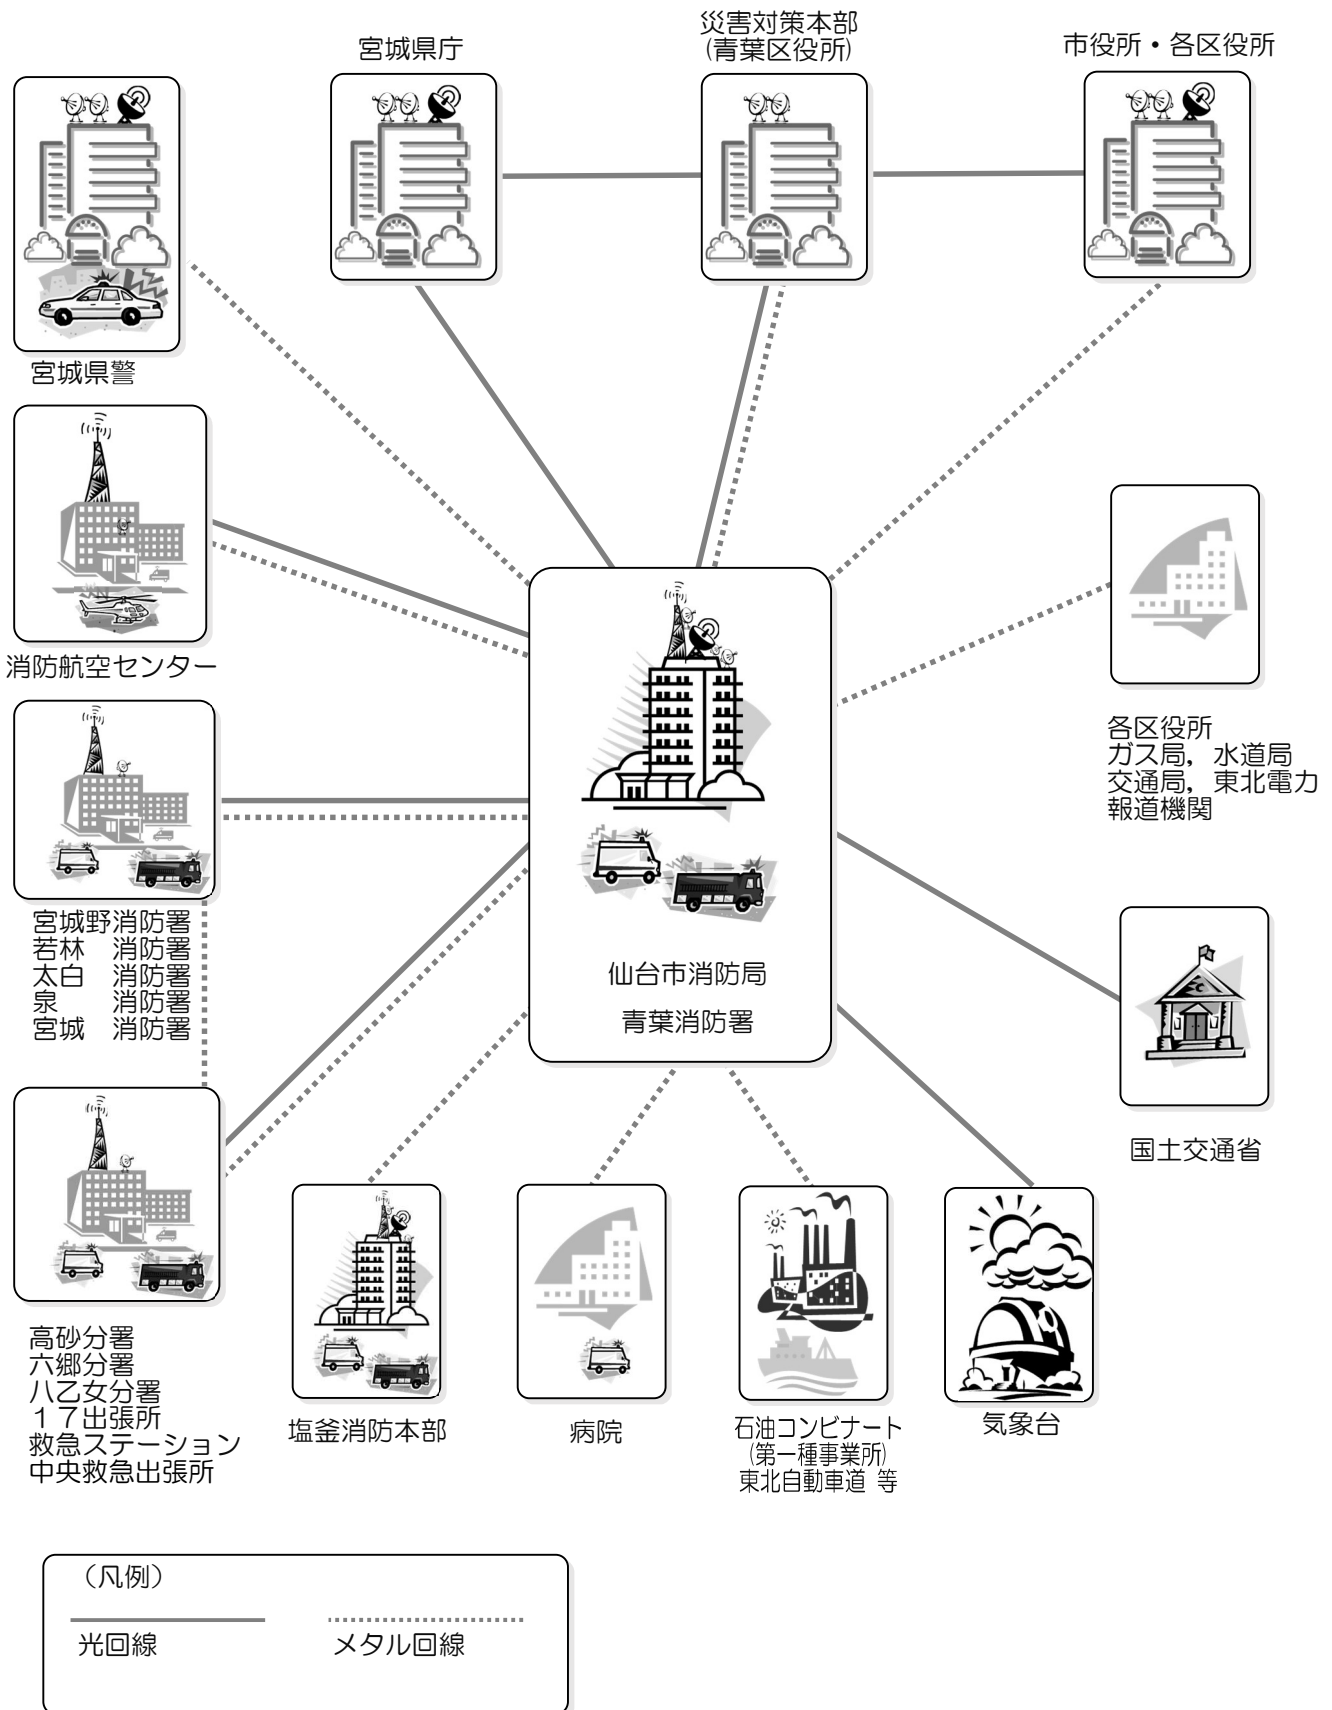 災害対策本部
(青葉区役所)
宮城県庁
市役所・各区役所
宮城県警
消防航空センター
各区役所
ガス局，水道局
交通局，東北電力
報道機関
宮城野消防署
若林　消防署
太白　消防署
泉　　消防署
宮城　消防署
仙台市消防局
青葉消防署
国土交通省
高砂分署
六郷分署
八乙女分署
１７出張所
救急ステーション
中央救急出張所
塩釜消防本部
病院
石油コンビナート
(第一種事業所)
東北自動車道 等
気象台
（凡例）
光回線
メタル回線